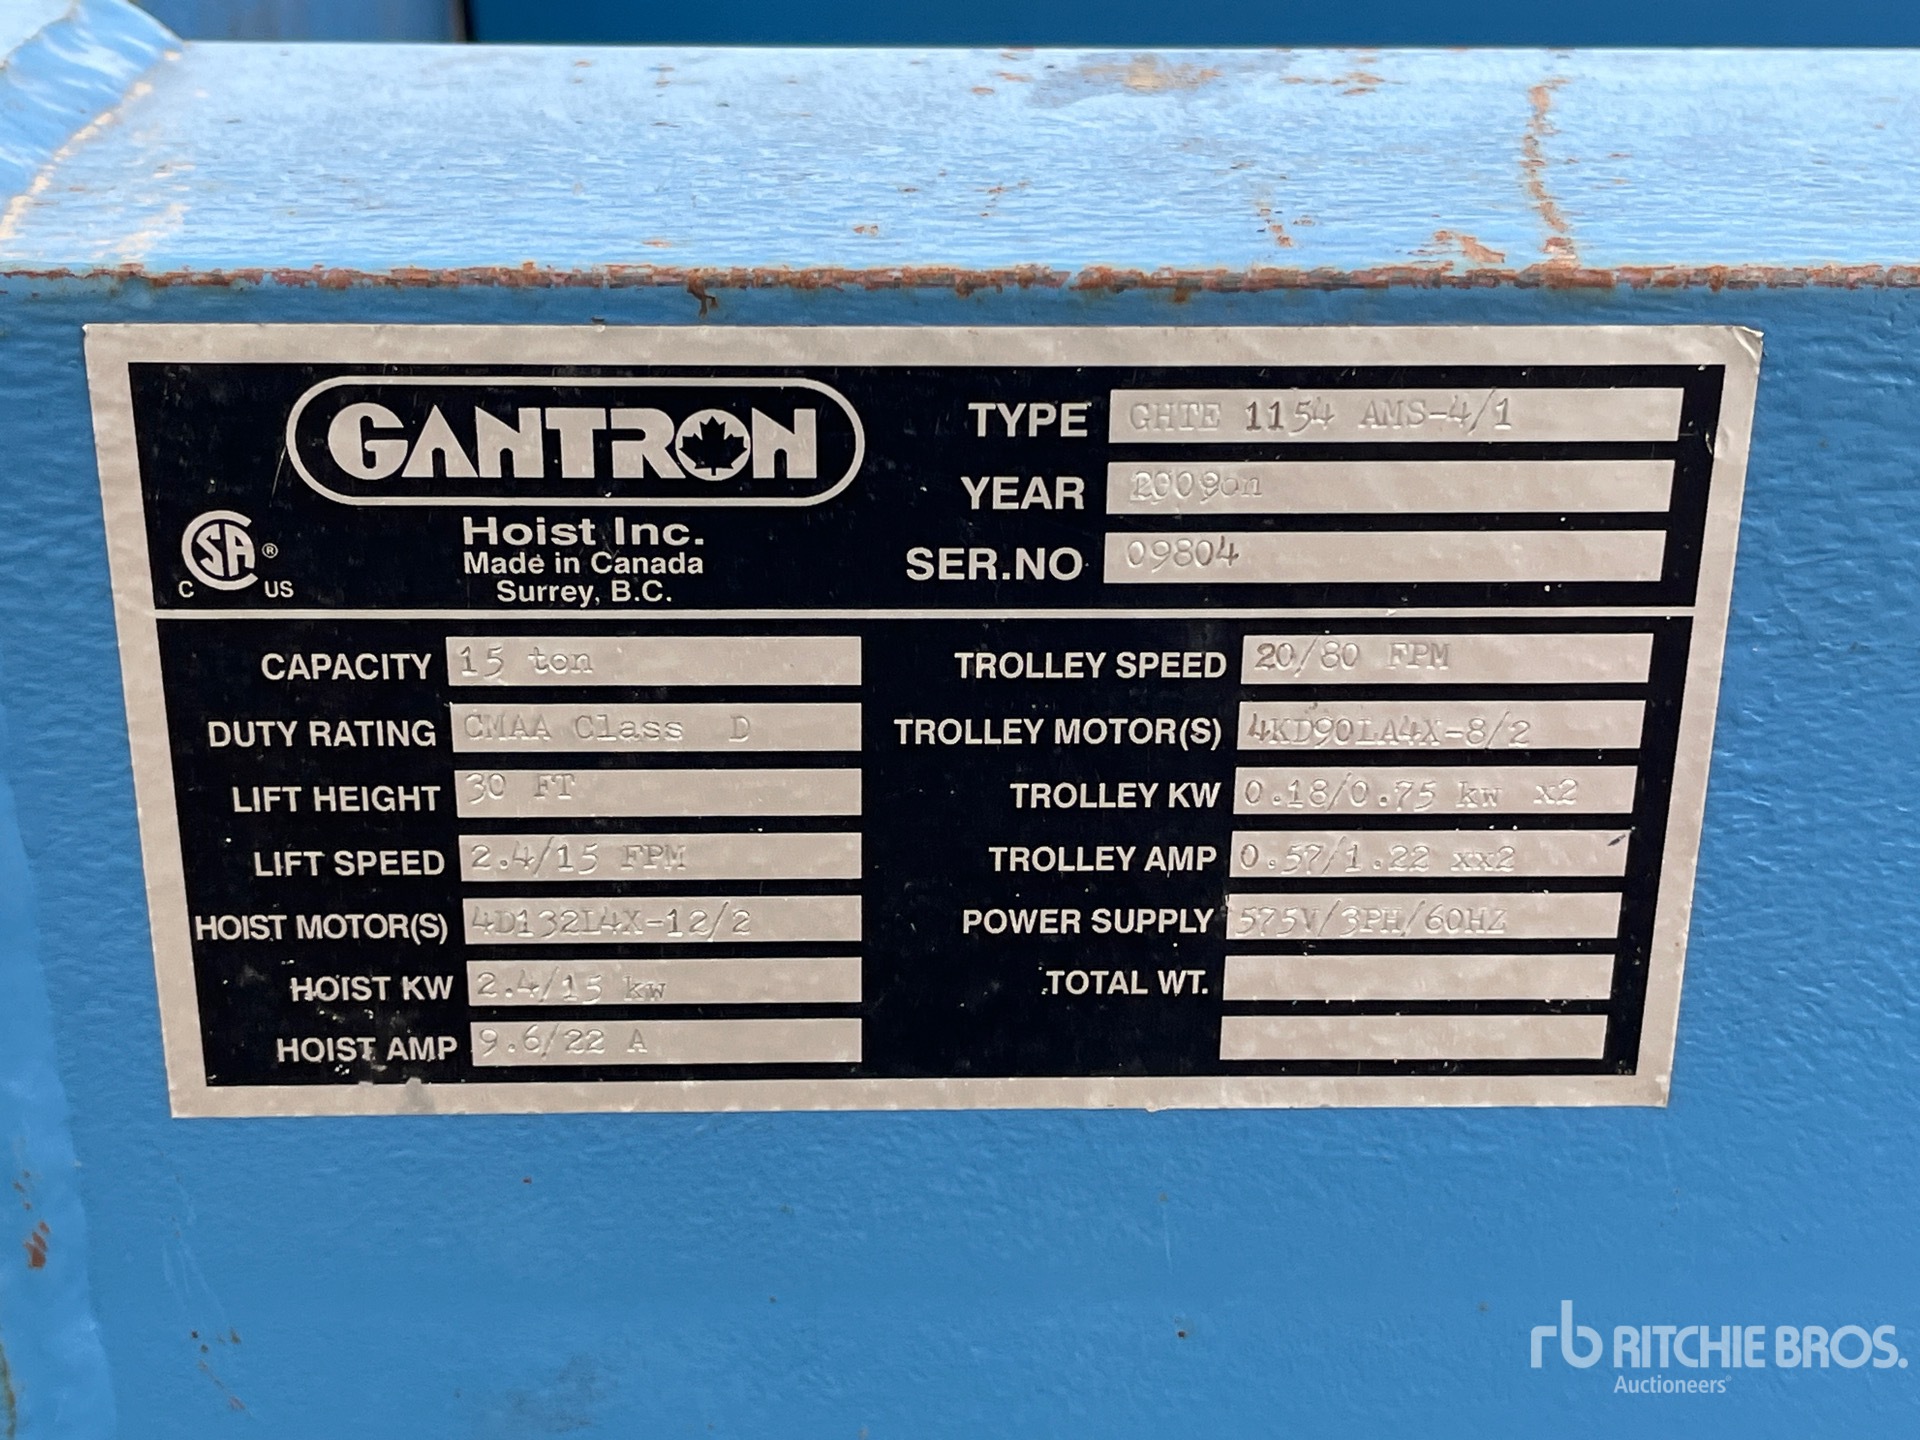 GANTRON
Hoist Inc.
Made in Canada
Surrey, B.C.
CSA®
C US
TYPE GHTE 1154 AMS-4/1
YEAR 2009
SER.NO 09804
CAPACITY 15 ton
DUTY RATING CMAA Class D
LIFT HEIGHT 30 FT
LIFT SPEED 2.4/15 FPM
HOIST MOTOR(S) 4D132L4X-12/2
HOIST KW 2.4/15 kw
HOIST AMP 9.6/22 A
TROLLEY SPEED 20/80 FPM
TROLLEY MOTOR(S) 4KD90LA4X-8/2
TROLLEY KW 0.18/0.75 kw x2
TROLLEY AMP 0.57/1.22 xx2
POWER SUPPLY 575V/3PH/60HZ
TOTAL WT.
rb RITCHIE BROS.
Auctioneers